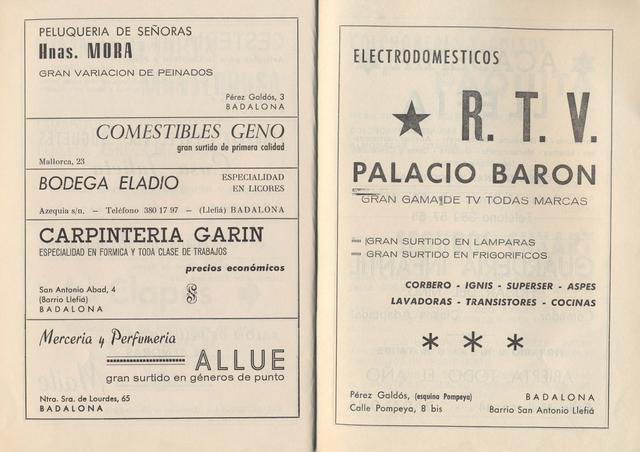 PELUQUERIA DE SEÑORAS
Hnas. MORA
GRAN VARIACION DE PEINADOS
Pérez Galdós, 3
BADALONA
COMESTIBLES GENO
gran surtido de primera calidad
Mallorca, 23
BODEGA ELADIO
ESPECIALIDAD
EN LICORES
Azequia s/n. — Teléfono 380 17 97 — (Llefiá) BADALONA
CARPINTERIA GARIN
ESPECIALIDAD EN FORMICA Y TODA CLASE DE TRABAJOS
precios económicos
San Antonio Abad, 4
(Barrio Llefiá)
BADALONA
Merceria y Perfumeria
ALLUE
gran surtido en géneros de punto
Ntra. Sra. de Lourdes, 65
BADALONA
ELECTRODOMESTICOS
★ R. T. V.
PALACIO BARON
GRAN GAMA DE TV TODAS MARCAS
— GRAN SURTIDO EN LAMPARAS
— GRAN SURTIDO EN FRIGORIFICOS
CORBERO - IGNIS - SUPERSER - ASPES
LAVADORAS - TRANSISTORES - COCINAS
* * *
Pérez Galdós, (esquina Pompeya)
Calle Pompeya, 8 bis
BADALONA
Barrio San Antonio Llefiá